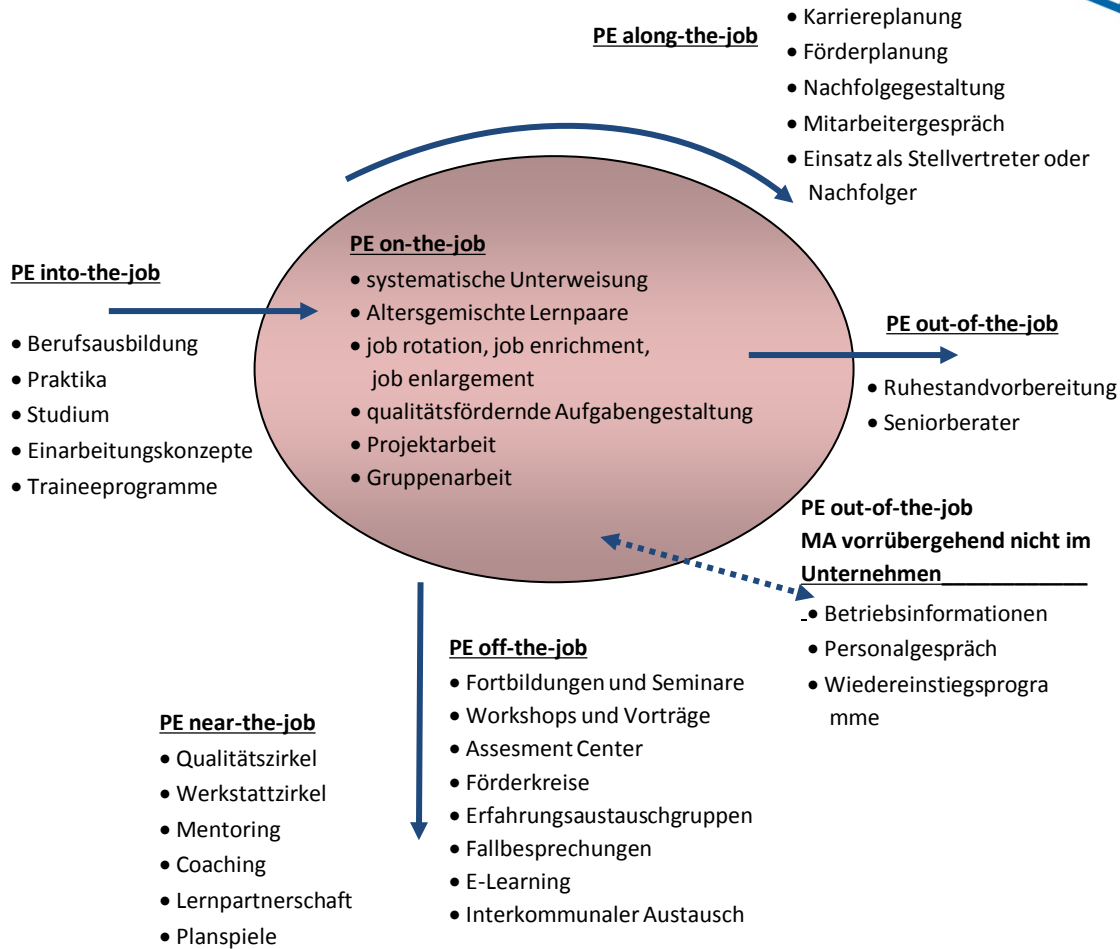 PE along-the-job
• Karriereplanung
• Förderplanung
• Nachfolgegestaltung
• Mitarbeitergespräch
• Einsatz als Stellvertreter oder
Nachfolger
PE into-the-job
• Berufsausbildung
• Praktika
• Studium
• Einarbeitungskonzepte
• Traineeprogramme
PE on-the-job
• systematische Unterweisung
• Altersgemischte Lernpaare
• job rotation, job enrichment,
job enlargement
• qualitätsfördernde Aufgabengestaltung
• Projektarbeit
• Gruppenarbeit
PE out-of-the-job
• Ruhestandvorbereitung
• Seniorberater
PE out-of-the-job
MA vorrübergehend nicht im
Unternehmen____________
• Betriebsinformationen
• Personalgespräch
• Wiedereinstiegsprogra
mme
PE near-the-job
• Qualitätszirkel
• Werkstattzirkel
• Mentoring
• Coaching
• Lernpartnerschaft
• Planspiele
PE off-the-job
• Fortbildungen und Seminare
• Workshops und Vorträge
• Assesment Center
• Förderkreise
• Erfahrungsaustauschgruppen
• Fallbesprechungen
• E-Learning
• Interkommunaler Austausch